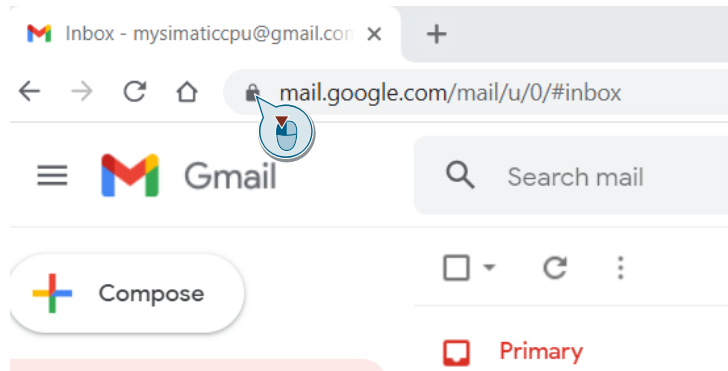 Inbox - mysimaticcpu@gmail.con
mail.google.com/mail/u/0/#inbox
Gmail
Search mail
Compose
Primary